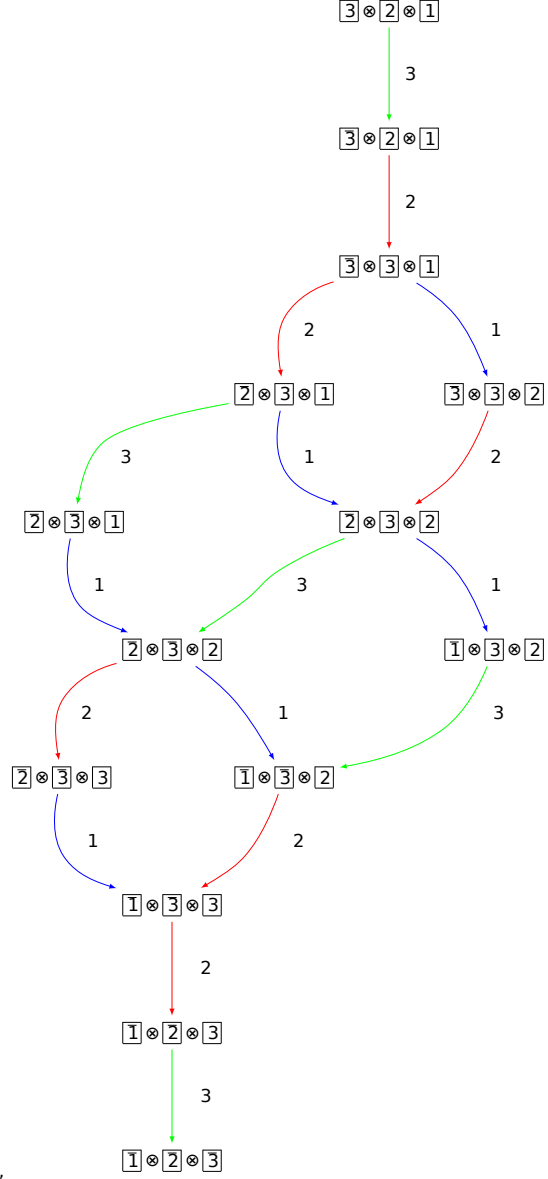 3 ⊗ 2 ⊗ 1
3
3̅ ⊗ 2 ⊗ 1
2
3̅ ⊗ 3 ⊗ 1
2 1
2̅ ⊗ 3 ⊗ 1 3̅ ⊗ 3 ⊗ 2
3 1 2
2̅ ⊗ 3̅ ⊗ 1 2̅ ⊗ 3 ⊗ 2
1 3 1
2̅ ⊗ 3̅ ⊗ 2 1̅ ⊗ 3 ⊗ 2
2 1 3
2̅ ⊗ 3̅ ⊗ 3 1̅ ⊗ 3̅ ⊗ 2
1 2
1̅ ⊗ 3̅ ⊗ 3
2
1̅ ⊗ 2̅ ⊗ 3
3
1̅ ⊗ 2̅ ⊗ 3̅
,